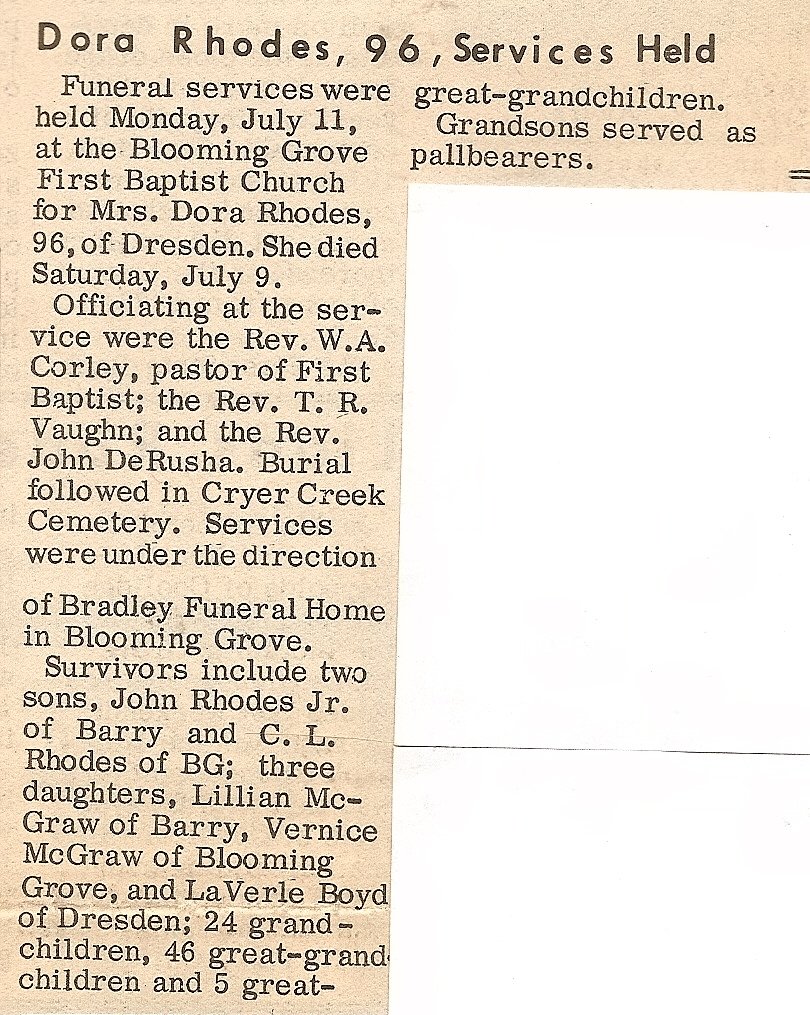 Dora Rhodes, 96, Services Held
Funeral services were
held Monday, July 11,
at the Blooming Grove
First Baptist Church
for Mrs. Dora Rhodes,
96, of Dresden. She died
Saturday, July 9.
Officiating at the ser-
vice were the Rev. W.A.
Corley, pastor of First
Baptist; the Rev. T. R.
Vaughn; and the Rev.
John DeRusha. Burial
followed in Cryer Creek
Cemetery. Services
were under the direction
of Bradley Funeral Home
in Blooming Grove.
Survivors include two
sons, John Rhodes Jr.
of Barry and C. L.
Rhodes of BG; three
daughters, Lillian Mc-
Graw of Barry, Vernice
McGraw of Blooming
Grove, and LaVerle Boyd
of Dresden; 24 grand-
children, 46 great-grand-
children and 5 great-
great-grandchildren.
Grandsons served as
pallbearers.